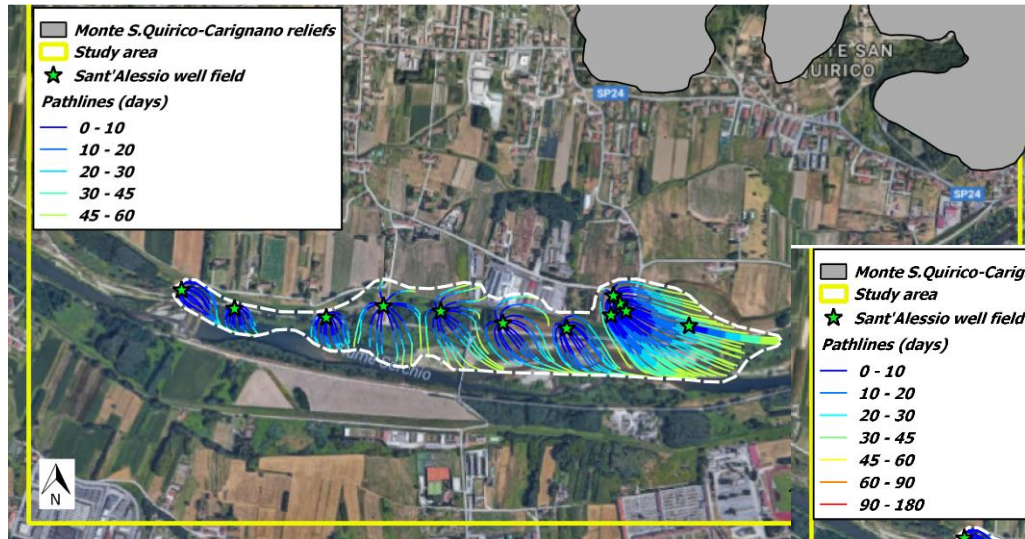 Monte S.Quirico-Carignano reliefs
Study area
Sant'Alessio well field
Pathlines (days)
0 - 10
10 - 20
20 - 30
30 - 45
45 - 60
N
SP24
SAN
QUIRICO
SP24
Monte S.Quirico-Carig
Study area
Sant'Alessio well field
Pathlines (days)
0 - 10
10 - 20
20 - 30
30 - 45
45 - 60
60 - 90
90 - 180